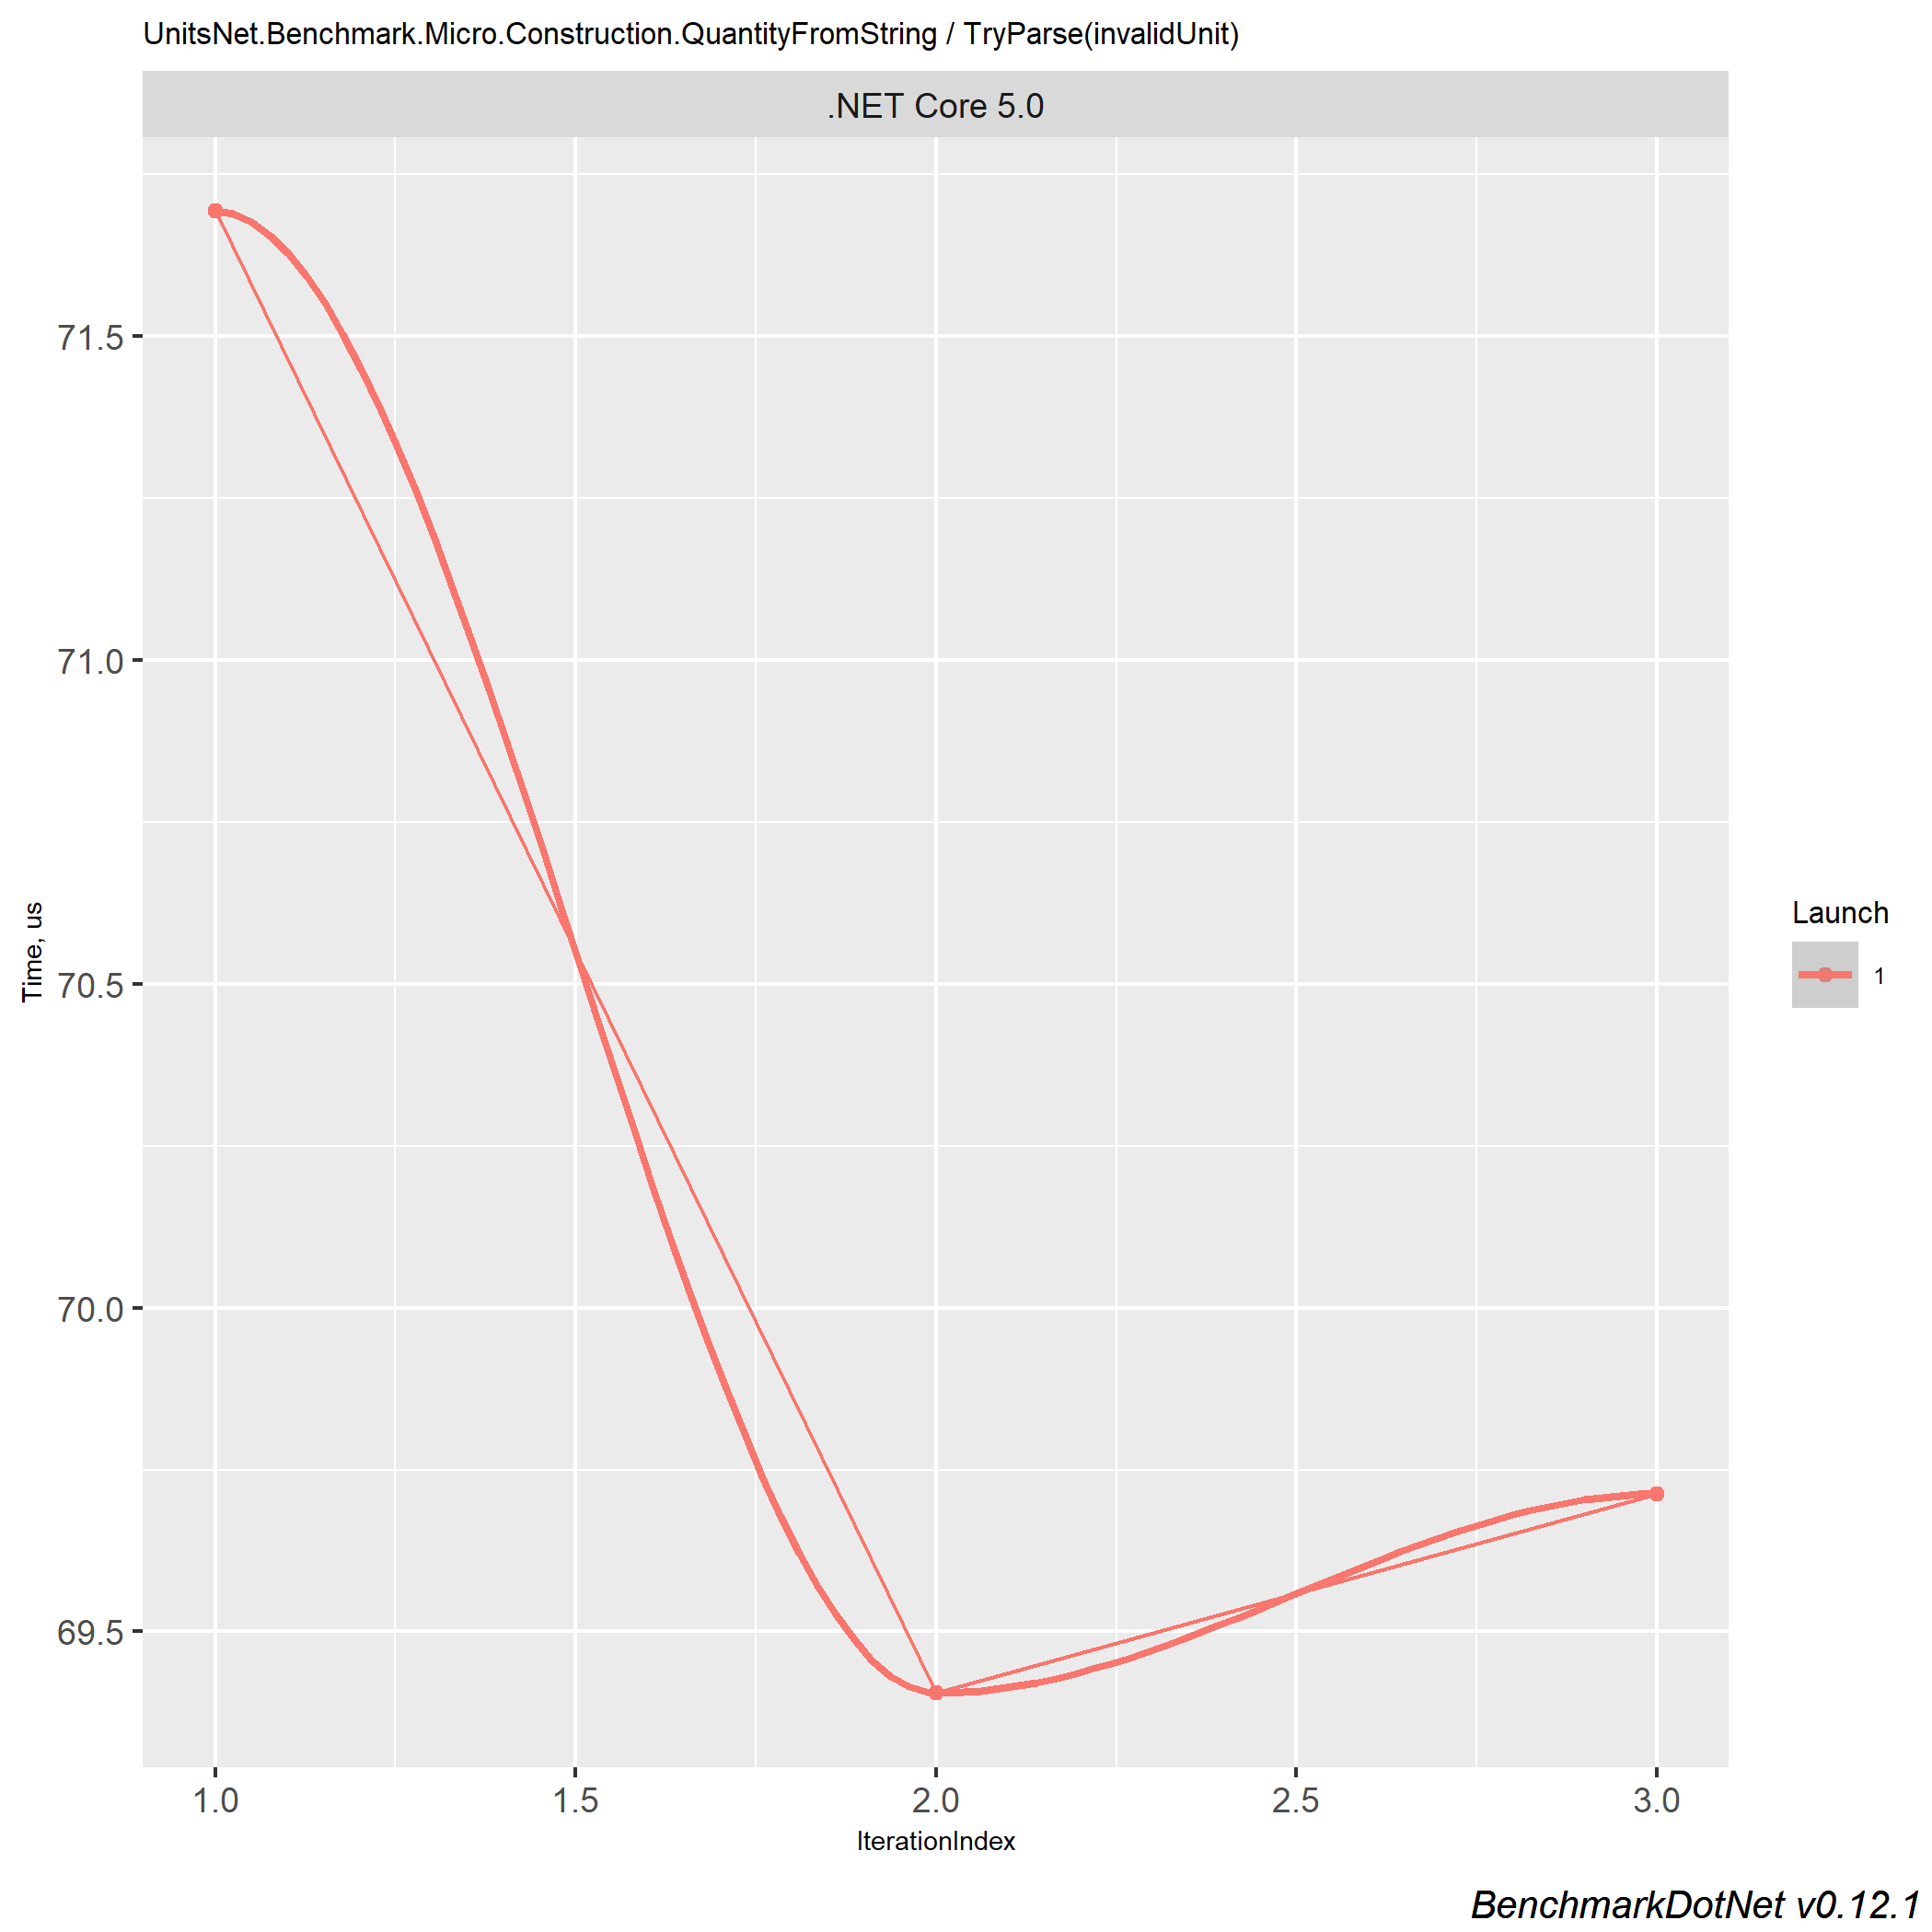 UnitsNet.Benchmark.Micro.Construction.QuantityFromString / TryParse(invalidUnit)
.NET Core 5.0
71.5
71.0
70.5
70.0
69.5
Time, us
1.0 1.5 2.0 2.5 3.0
IterationIndex
Launch
1
BenchmarkDotNet v0.12.1